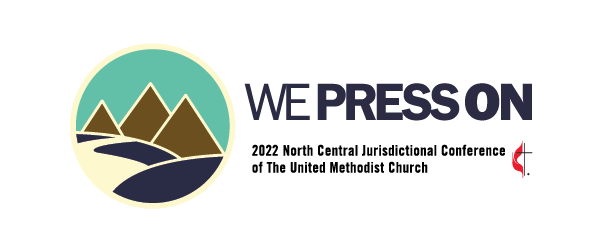 WE PRESS ON
2022 North Central Jurisdictional Conference
of The United Methodist Church